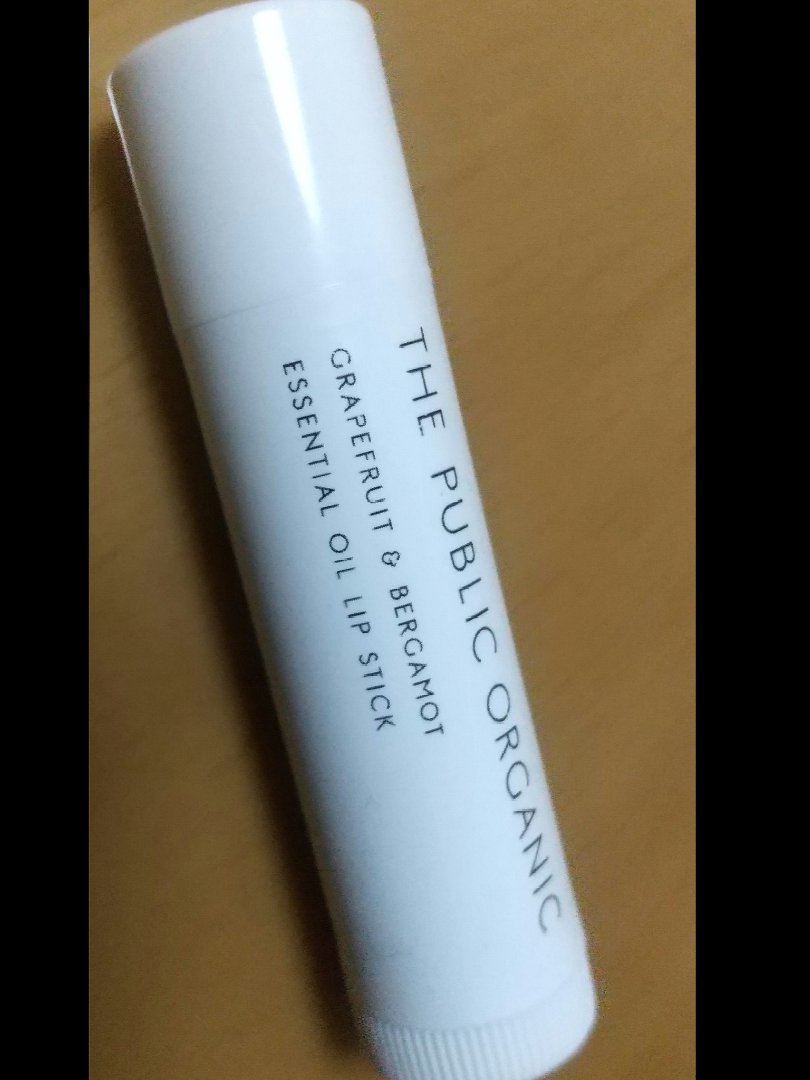 THE PUBLIC ORGANIC
GRAPEFRUIT & BERGAMOT
ESSENTIAL OIL LIP STICK